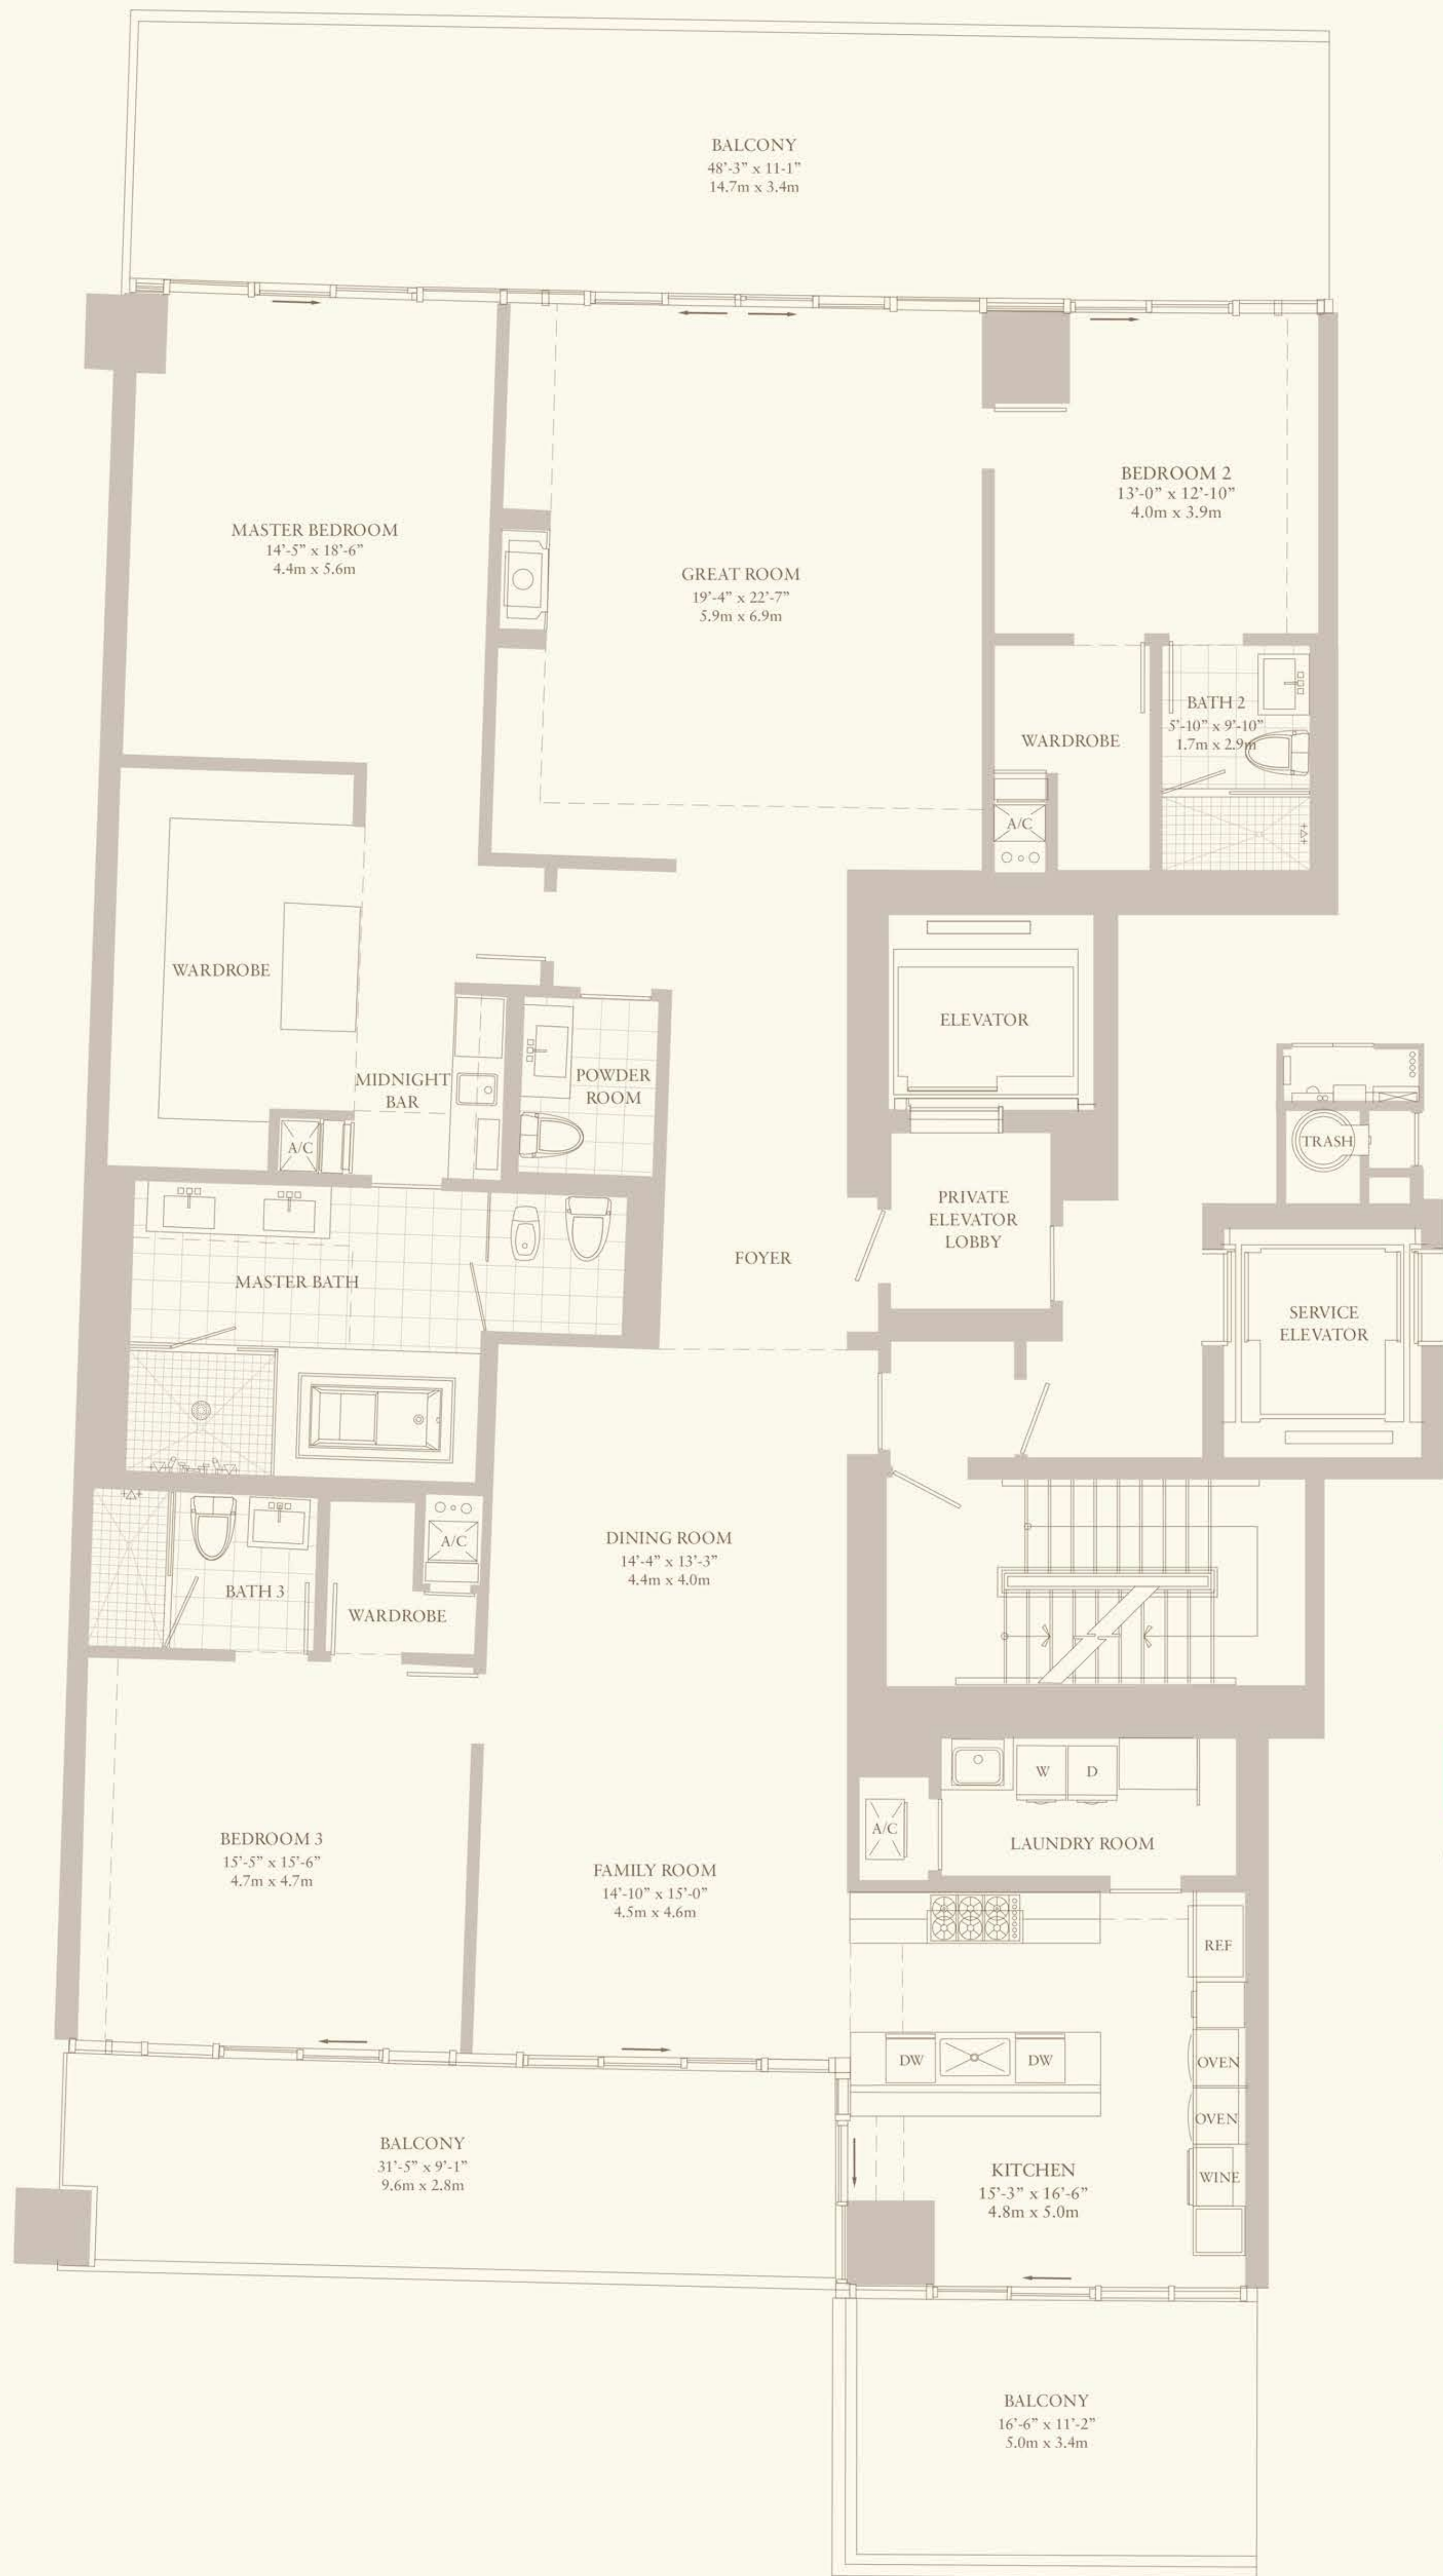 BALCONY
48’-3” x 11-1”
14.7m x 3.4m
MASTER BEDROOM
14’-5” x 18’-6”
4.4m x 5.6m
GREAT ROOM
19’-4” x 22’-7”
5.9m x 6.9m
BEDROOM 2
13’-0” x 12’-10”
4.0m x 3.9m
BATH 2
5’-10” x 9’-10”
1.7m x 2.9m
WARDROBE
A/C
WARDROBE
ELEVATOR
MIDNIGHT
BAR
POWDER
ROOM
A/C
TRASH
PRIVATE
ELEVATOR
LOBBY
FOYER
MASTER BATH
SERVICE
ELEVATOR
DINING ROOM
14’-4” x 13’-3”
4.4m x 4.0m
A/C
BATH 3
WARDROBE
W
D
A/C
LAUNDRY ROOM
BEDROOM 3
15’-5” x 15’-6”
4.7m x 4.7m
FAMILY ROOM
14’-10” x 15’-0”
4.5m x 4.6m
REF
DW
DW
OVEN
OVEN
WINE
KITCHEN
15’-3” x 16’-6”
4.8m x 5.0m
BALCONY
31’-5” x 9’-1”
9.6m x 2.8m
BALCONY
16’-6” x 11’-2”
5.0m x 3.4m